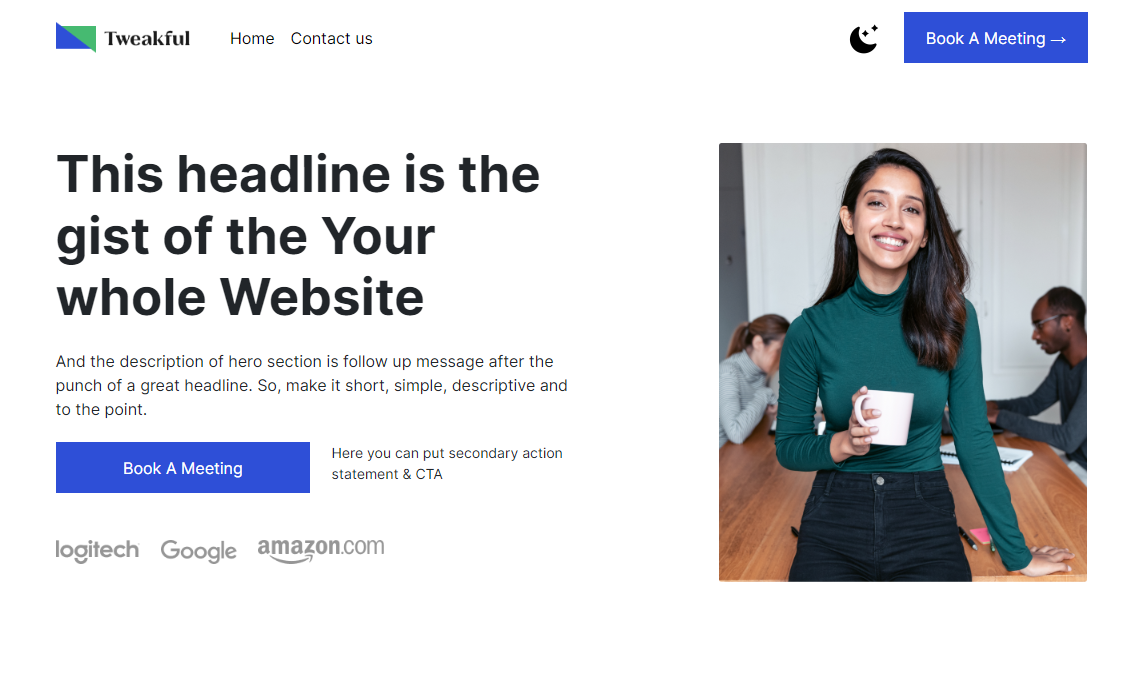 Tweakful Home Contact us Book A Meeting →
This headline is the
gist of the Your
whole Website
And the description of hero section is follow up message after the
punch of a great headline. So, make it short, simple, descriptive and
to the point.
Book A Meeting
Here you can put secondary action
statement & CTA
logitech Google amazon.com